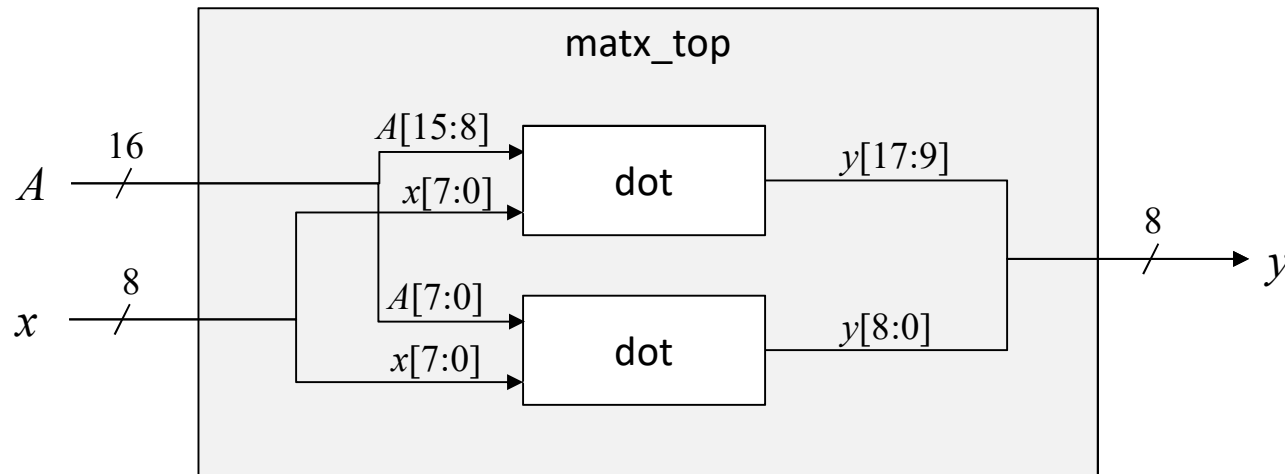 matx_top
16
A
A[15:8]
x[7:0]
dot
y[17:9]
8
x
A[7:0]
x[7:0]
dot
y[8:0]
8
y